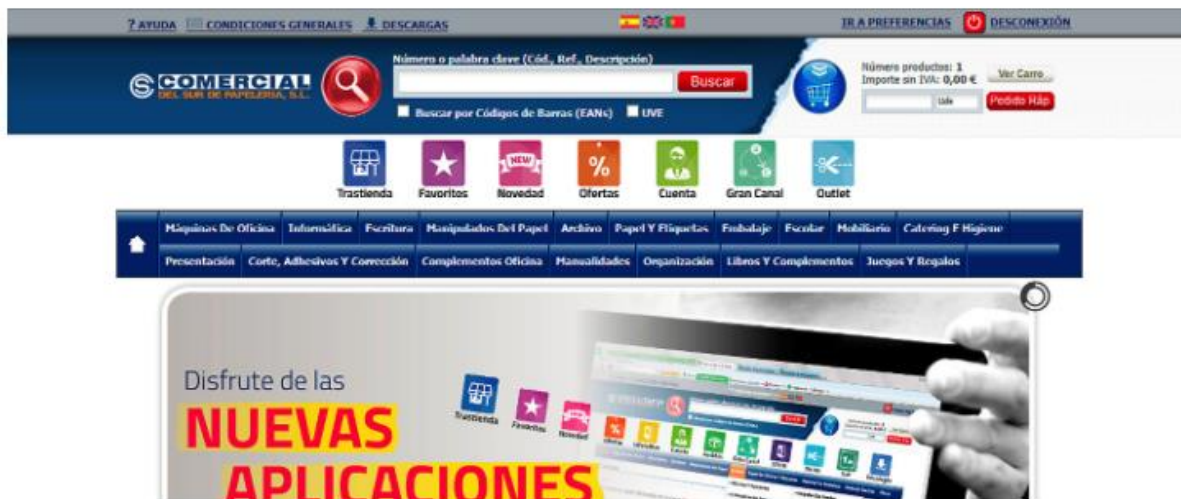 ? AYUDA CONDICIONES GENERALES DESCARGAS IR A PREFERENCIAS DESCONEXIÓN
Número o palabra clave (Cód., Ref., Descripción)
Buscar
Buscar por Códigos de Barras (EANs) UVE
COMERCIAL
DEL SUR DE PAPELERIA, S.L.
Número productos: 1
Importe sin IVA: 0,00 €
Ver Carro
Uds
Pedido Ráp
Trastienda Favoritos Novedad Ofertas Cuenta Gran Canal Outlet
Máquinas De Oficina Informática Escritura Manipulados Del Papel Archivo Papel Y Etiquetas Embalaje Escolar Mobiliario Catering E Higiene
Presentación Corte, Adhesivos Y Corrección Complementos Oficina Manualidades Organización Libros Y Complementos Juegos Y Regalos
Disfrute de las
NUEVAS
APLICACIONES
Trastienda Favoritos Novedad